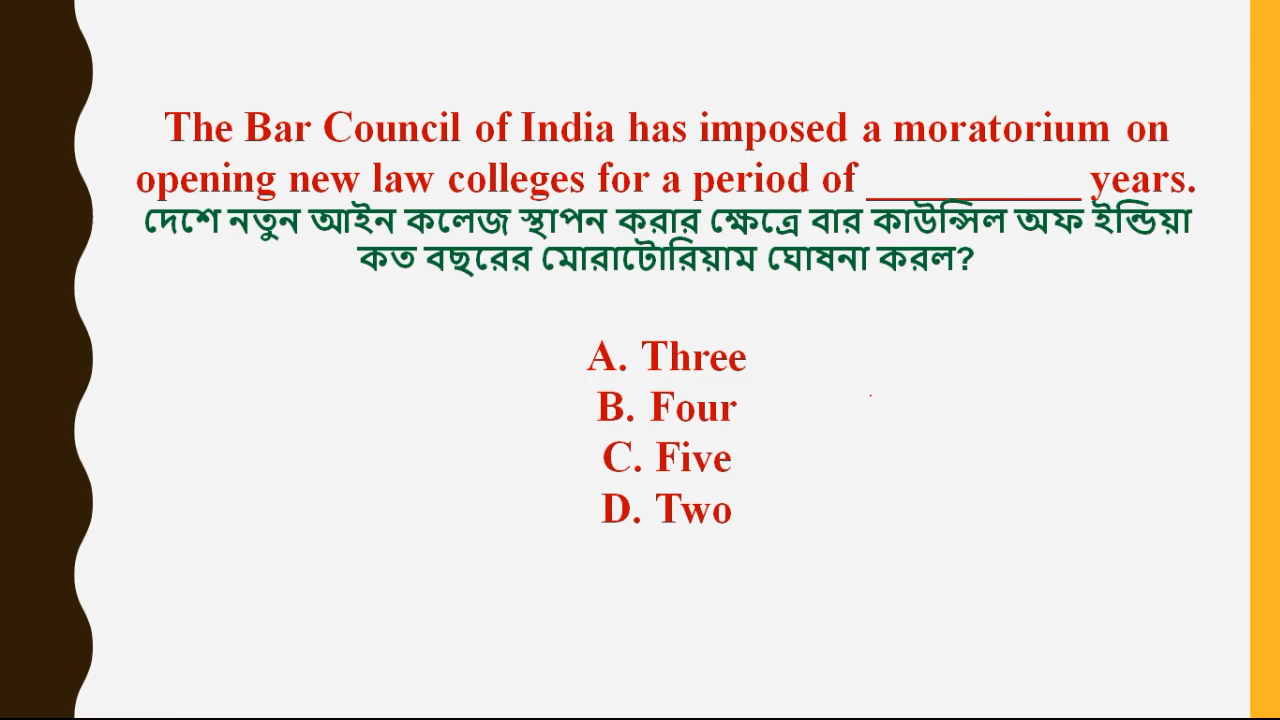 The Bar Council of India has imposed a moratorium on
opening new law colleges for a period of __________ years.
দেশে নতুন আইন কলেজ স্থাপন করার ক্ষেত্রে বার কাউন্সিল অফ ইন্ডিয়া
কত বছরের মোরাটোরিয়াম ঘোষনা করল?
A. Three
B. Four
C. Five
D. Two